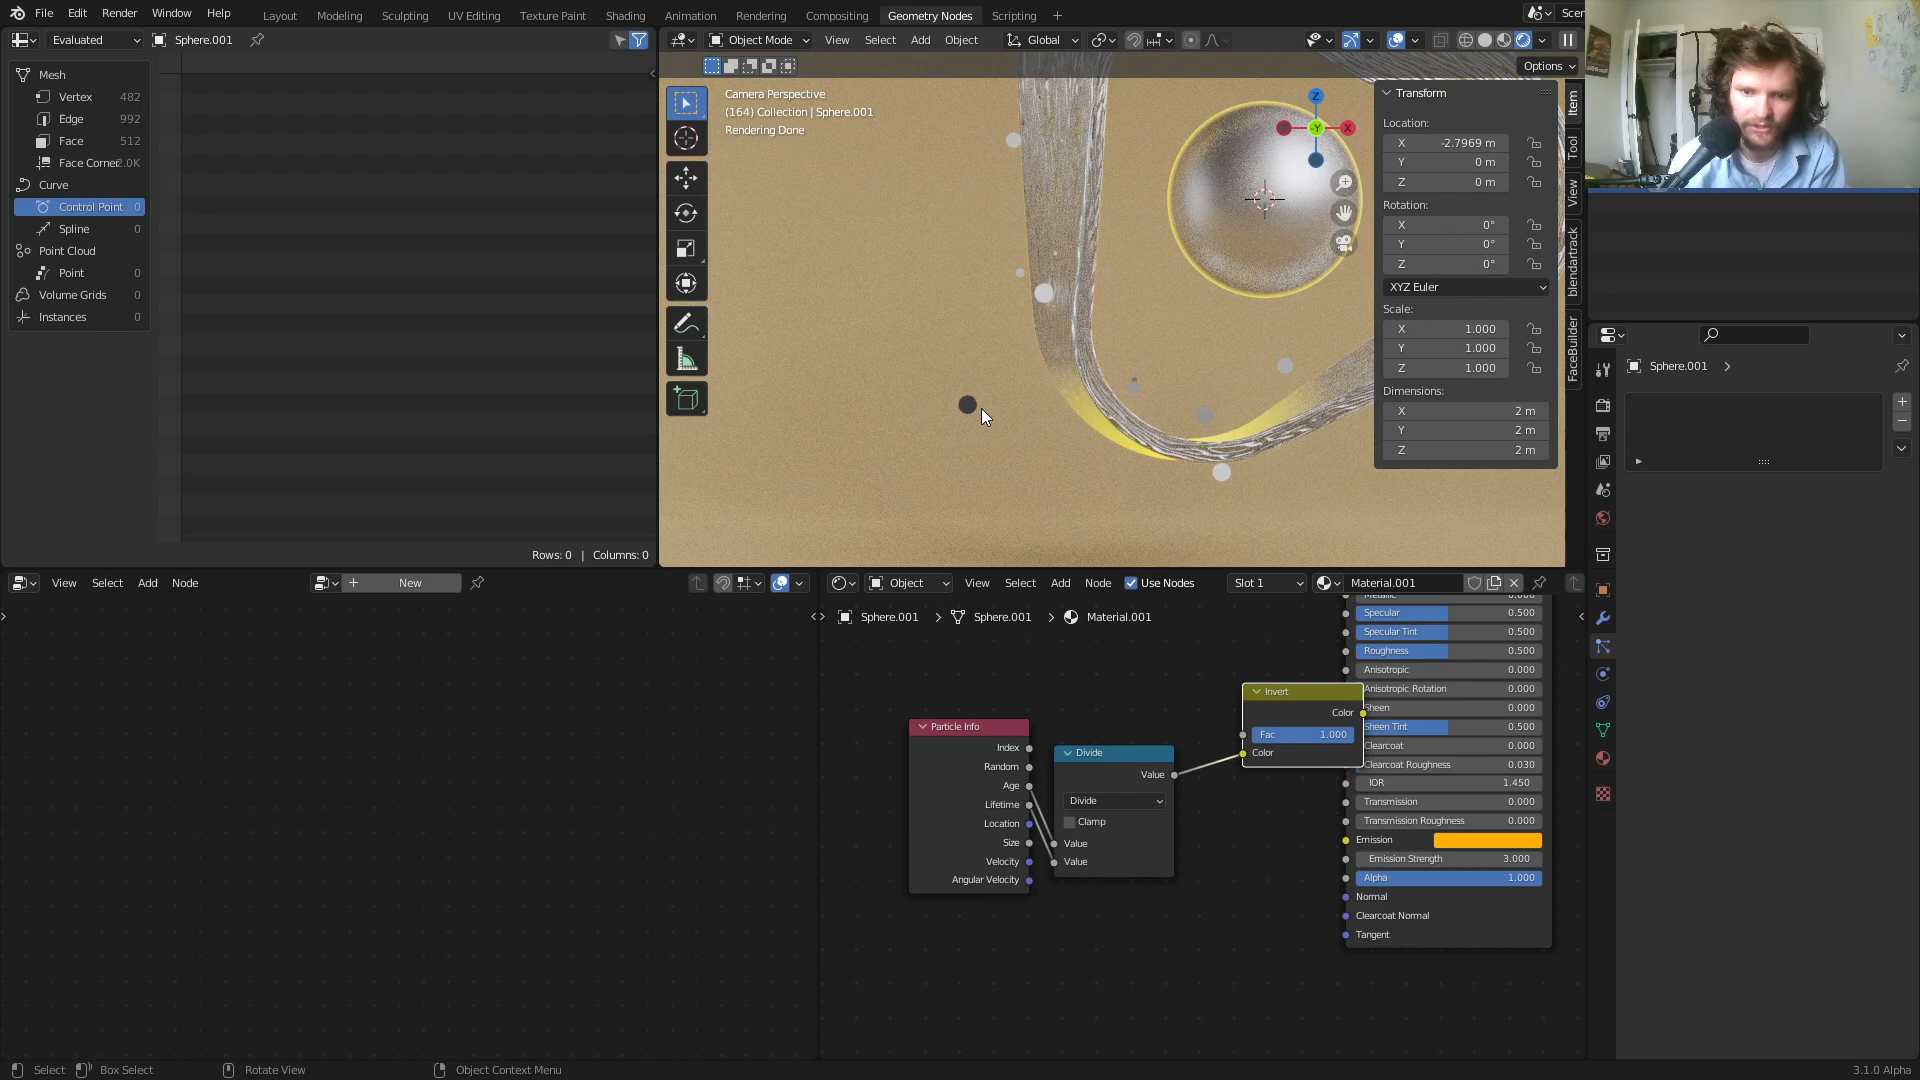 File Edit Render Window Help
Layout Modeling Sculpting UV Editing Texture Paint Shading Animation Rendering Compositing Geometry Nodes Scripting +
Evaluated Sphere.001
Mesh
Vertex 482
Edge 992
Face 512
Face Corner 2.0K
Curve
Control Point 0
Spline 0
Point Cloud
Point 0
Volume Grids 0
Instances 0
Rows: 0 | Columns: 0
Object Mode View Select Add Object Global
Options
Camera Perspective
(164) Collection | Sphere.001
Rendering Done
Z
-Y
X
Transform
Location:
X -2.7969 m
Y 0 m
Z 0 m
Rotation:
X 0°
Y 0°
Z 0°
XYZ Euler
Scale:
X 1.000
Y 1.000
Z 1.000
Dimensions:
X 2 m
Y 2 m
Z 2 m
Item
Tool
View
blendartrack
FaceBuilder
Sphere.001
View Select Add Node + New
Object View Select Add Node Use Nodes Slot 1 Material.001
Sphere.001 > Sphere.001 > Material.001
Particle Info
Index
Random
Age
Lifetime
Location
Size
Velocity
Angular Velocity
Divide
Value
Divide
Clamp
Value
Value
Invert
Color
Fac 1.000
Color
Specular 0.500
Specular Tint 0.500
Roughness 0.500
Anisotropic 0.000
Anisotropic Rotation 0.000
Sheen 0.000
Sheen Tint 0.500
Clearcoat 0.000
Clearcoat Roughness 0.030
IOR 1.450
Transmission 0.000
Transmission Roughness 0.000
Emission
Emission Strength 3.000
Alpha 1.000
Normal
Clearcoat Normal
Tangent
Select Box Select Rotate View Object Context Menu 3.1.0 Alpha